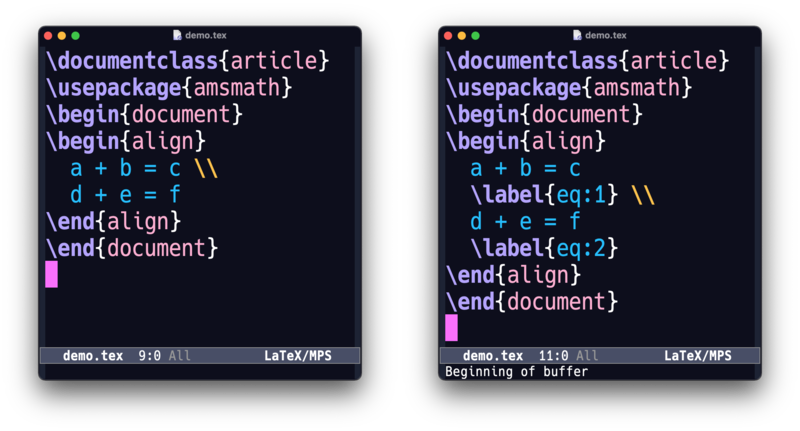 demo.tex
\documentclass{article}
\usepackage{amsmath}
\begin{document}
\begin{align}
  a + b = c \\
  d + e = f
\end{align}
\end{document}
demo.tex 9:0 All LaTeX/MPS
demo.tex
\documentclass{article}
\usepackage{amsmath}
\begin{document}
\begin{align}
  a + b = c
  \label{eq:1} \\
  d + e = f
  \label{eq:2}
\end{align}
\end{document}
demo.tex 11:0 All LaTeX/MPS
Beginning of buffer